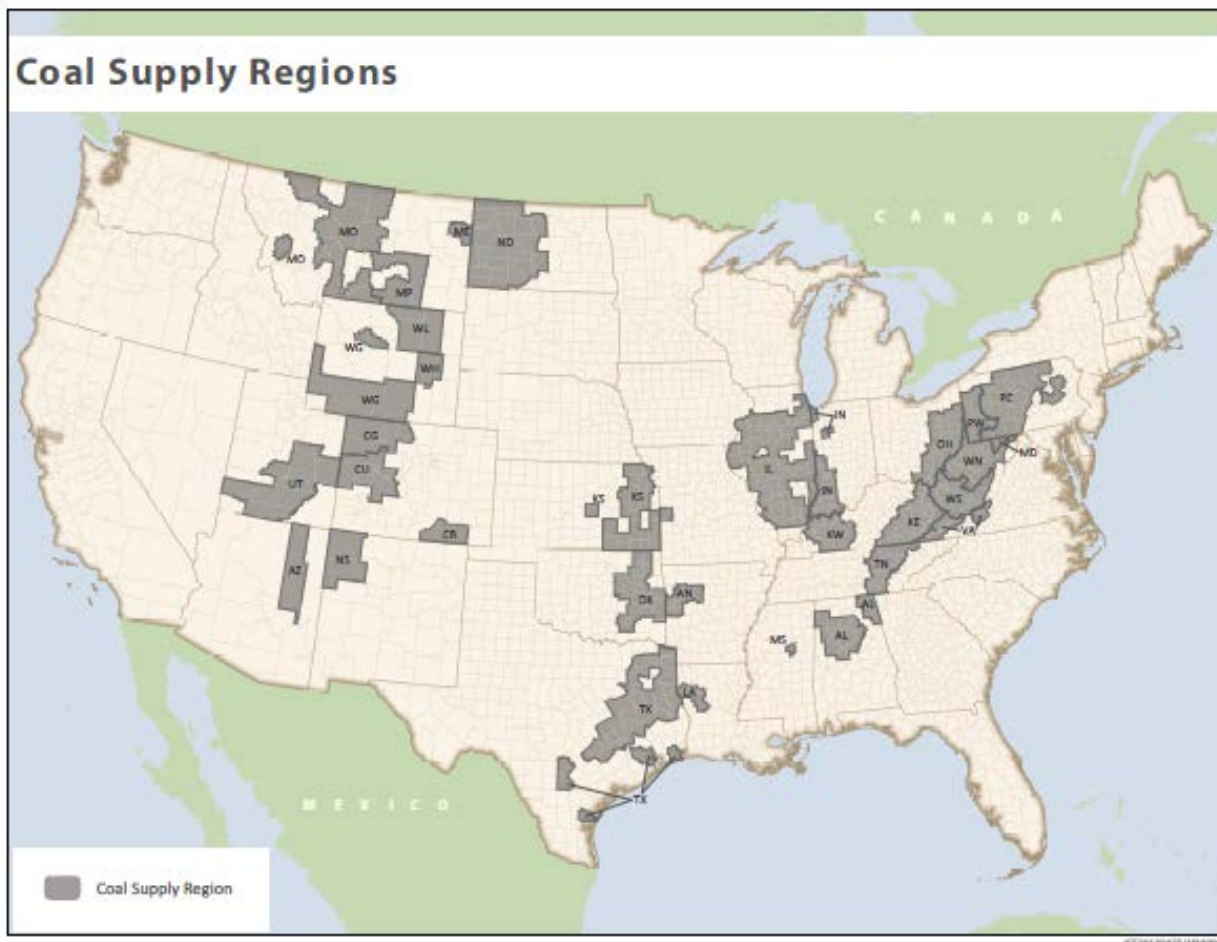 Coal Supply Regions
C A N A D A
MO
ME
ND
MO
MP
WL
WG
WH
WG
CG
CU
UT
CR
AZ
NS
KS
KS
OK
AN
IL
IN
IN
KW
OH
PW
PC
MD
WN
WS
KE
VA
TN
AL
AL
MS
LA
TX
TX
M E X I C O
Coal Supply Region